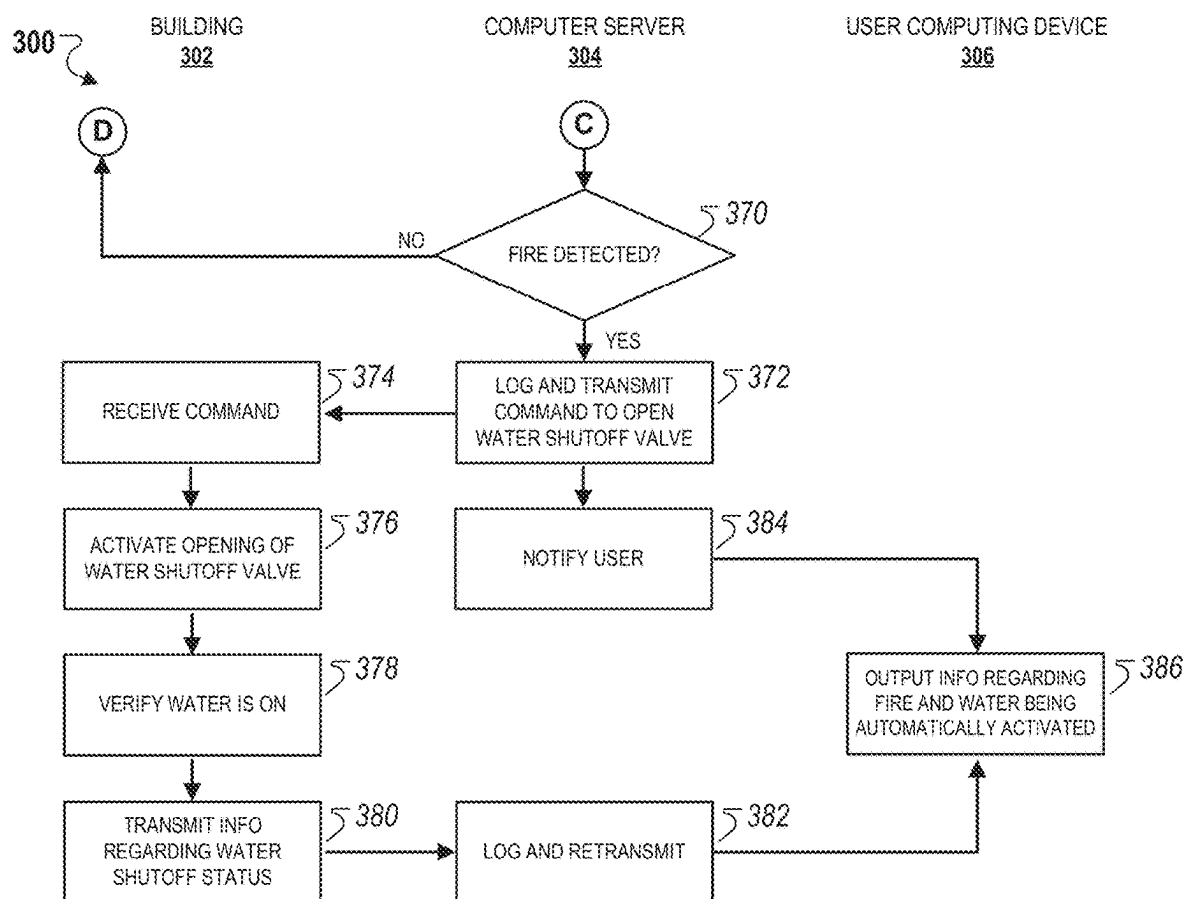 BUILDING
302
COMPUTER SERVER
304
USER COMPUTING DEVICE
306
300
D
C
370
FIRE DETECTED?
NO
YES
374
RECEIVE COMMAND
372
LOG AND TRANSMIT
COMMAND TO OPEN
WATER SHUTOFF VALVE
376
ACTIVATE OPENING OF
WATER SHUTOFF VALVE
384
NOTIFY USER
378
VERIFY WATER IS ON
386
OUTPUT INFO REGARDING
FIRE AND WATER BEING
AUTOMATICALLY ACTIVATED
380
TRANSMIT INFO
REGARDING WATER
SHUTOFF STATUS
382
LOG AND RETRANSMIT